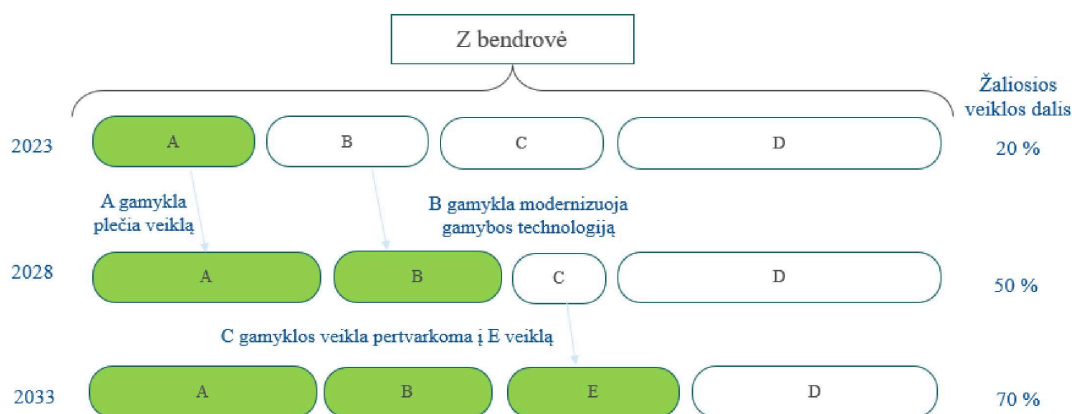 Z bendrovė
Žaliosios
veiklos dalis
2023
A
B
C
D
20 %
A gamykla
plečia veiklą
B gamykla modernizuoja
gamybos technologiją
2028
A
B
C
D
50 %
C gamyklos veikla pertvarkoma į E veiklą
2033
A
B
E
D
70 %